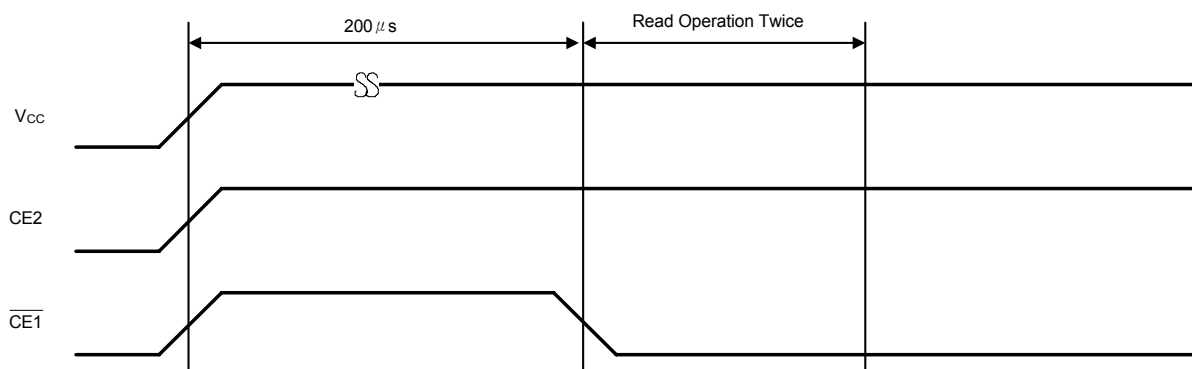 200μs
Read Operation Twice
VCC
CE2
CE1